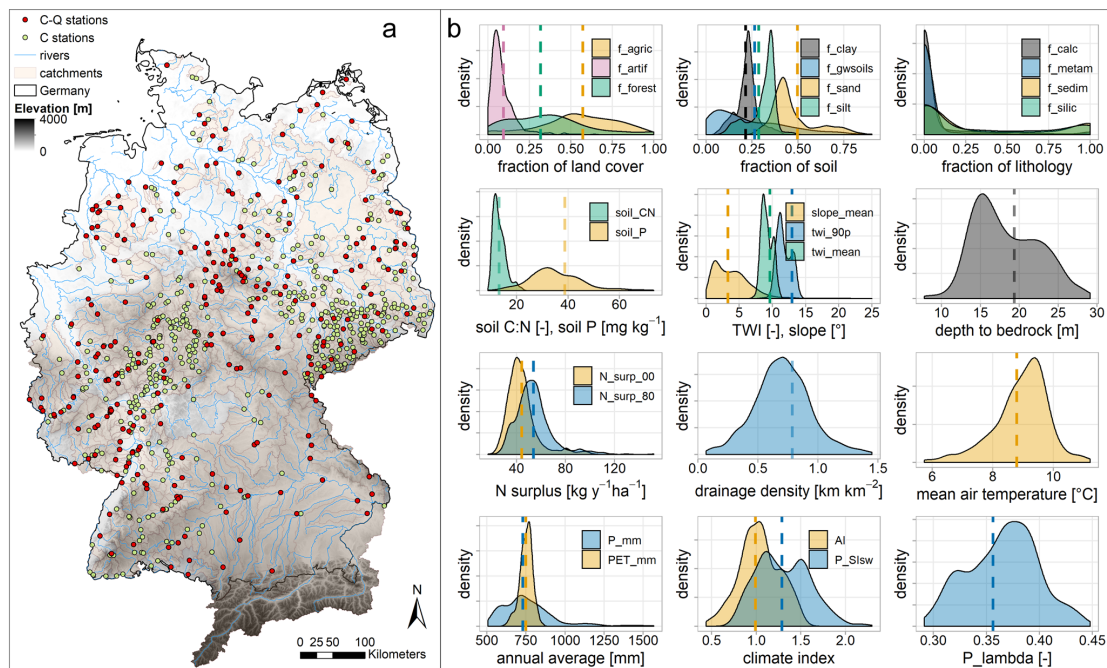 C-Q stations
C stations
rivers
catchments
Germany
Elevation [m]
4000
0
a
N
0 25 50 100
Kilometers
b
density
f_agric
f_artif
f_forest
0.00 0.25 0.50 0.75 1.00
fraction of land cover
density
f_clay
f_gwsoils
f_sand
f_silt
0.00 0.25 0.50 0.75
fraction of soil
density
f_calc
f_metam
f_sedim
f_silic
0.00 0.25 0.50 0.75 1.00
fraction of lithology
density
soil_CN
soil_P
20 40 60
soil C:N [-], soil P [mg kg⁻¹]
density
slope_mean
twi_90p
twi_mean
0 5 10 15 20 25
TWI [-], slope [°]
density
10 15 20 25 30
depth to bedrock [m]
density
N_surp_00
N_surp_80
40 80 120
N surplus [kg y⁻¹ha⁻¹]
density
0.0 0.5 1.0 1.5
drainage density [km km⁻²]
density
6 8 10
mean air temperature [°C]
density
P_mm
PET_mm
500 750 1000 1250 1500
annual average [mm]
density
AI
P_SIsw
0.5 1.0 1.5 2.0
climate index
density
0.30 0.35 0.40 0.45
P_lambda [-]